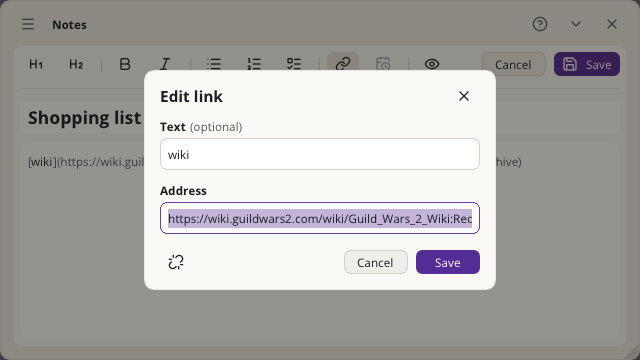 Notes
H1 H2 B I Cancel Save
Shopping list
[wiki](https://wiki.guil
hive)
Edit link
Text (optional)
wiki
Address
https://wiki.guildwars2.com/wiki/Guild_Wars_2_Wiki:Rec
Cancel Save